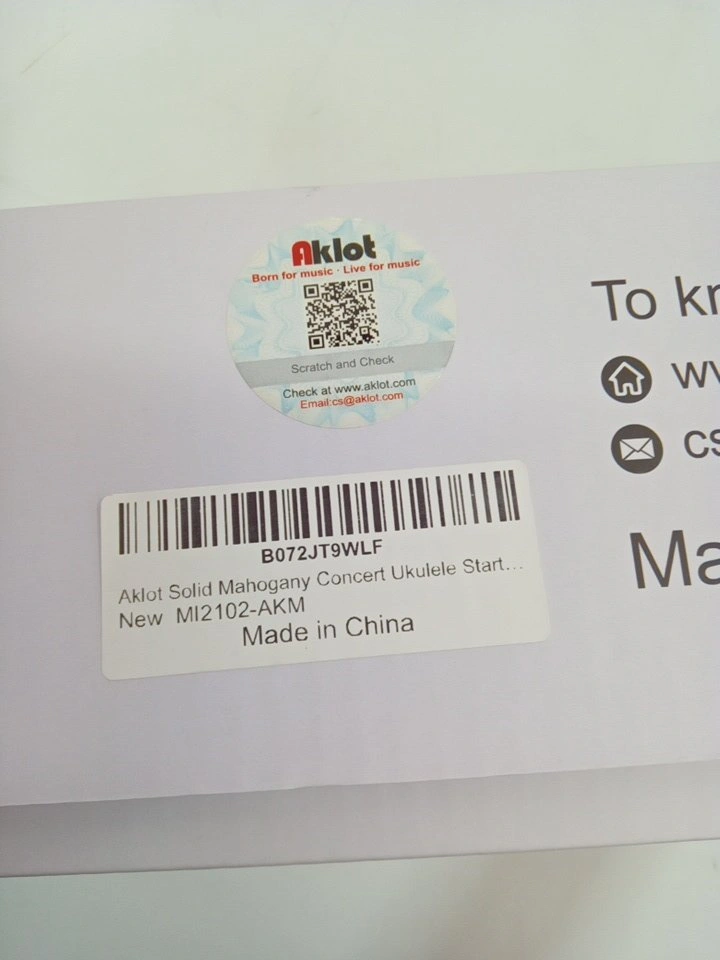 Aklot
Born for music · Live for music
Scratch and Check
Check at www.aklot.com
Email:cs@aklot.com
To kn
ww
cs
Ma
B072JT9WLF
Aklot Solid Mahogany Concert Ukulele Start...
New MI2102-AKM
Made in China